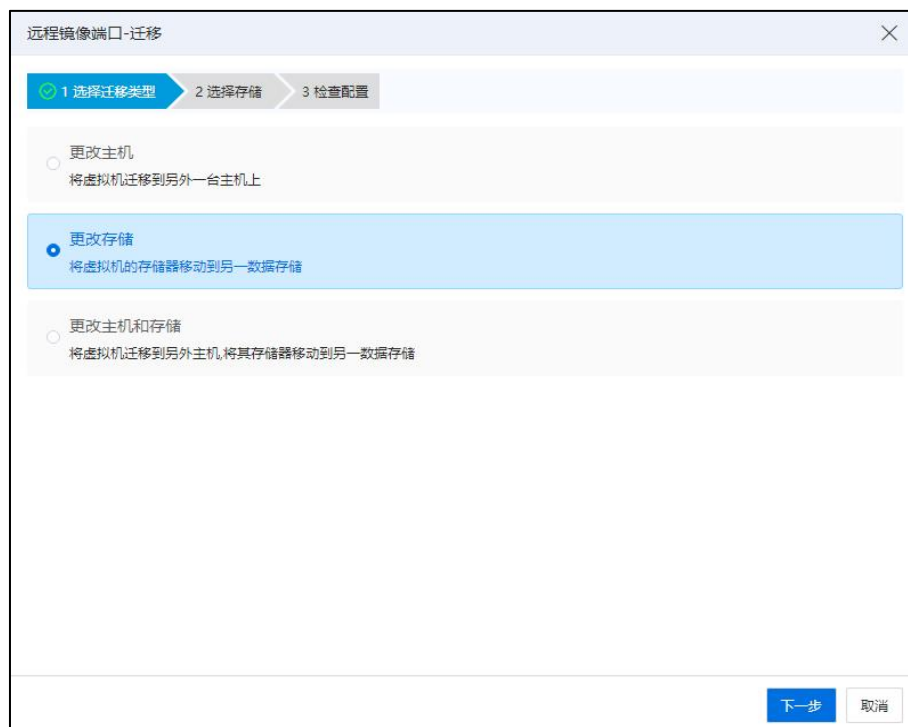 远程镜像端口-迁移
1 选择迁移类型 2 选择存储 3 检查配置
更改主机
将虚拟机迁移到另外一台主机上
更改存储
将虚拟机的存储器移动到另一数据存储
更改主机和存储
将虚拟机迁移到另外主机,将其存储器移动到另一数据存储
下一步 取消